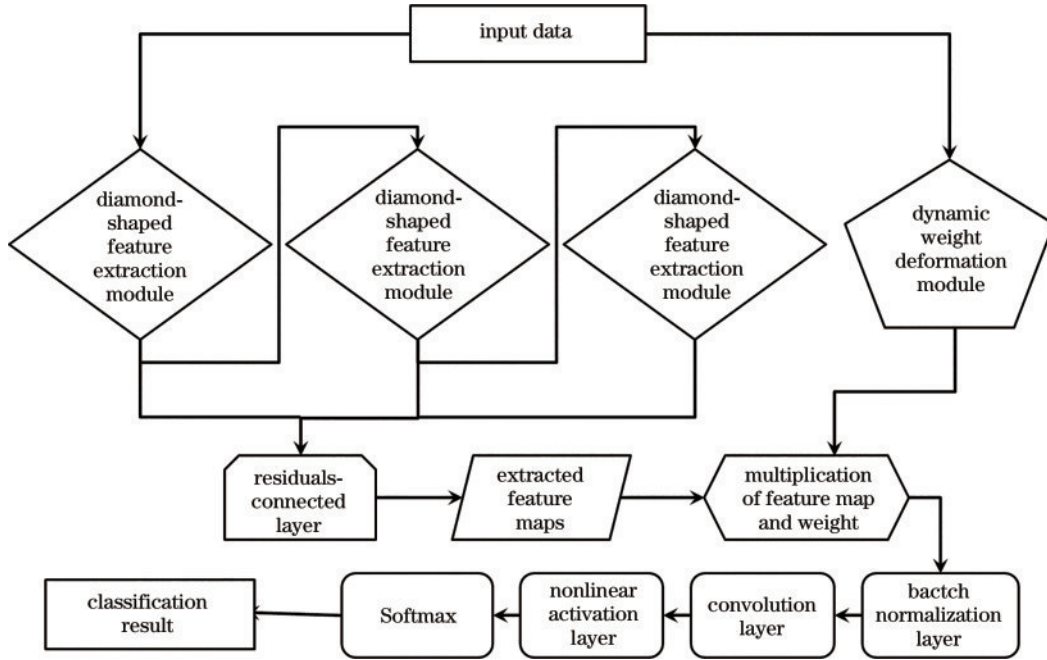 input data
diamond-
shaped
feature
extraction
module
diamond-
shaped
feature
extraction
module
diamond-
shaped
feature
extraction
module
dynamic
weight
deformation
module
residuals-
connected
layer
extracted
feature
maps
multiplication
of feature map
and weight
classification
result
Softmax
nonlinear
activation
layer
convolution
layer
bactch
normalization
layer